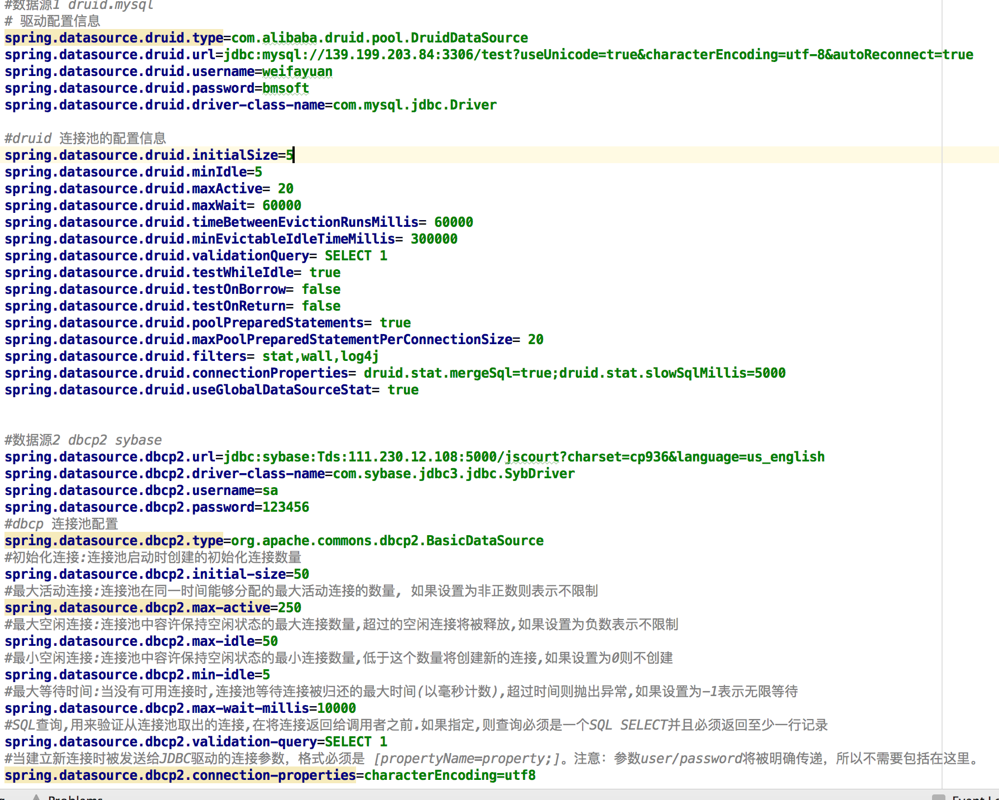 #数据源1 druid.mysql
# 驱动配置信息
spring.datasource.druid.type=com.alibaba.druid.pool.DruidDataSource
spring.datasource.druid.url=jdbc:mysql://139.199.203.84:3306/test?useUnicode=true&characterEncoding=utf-8&autoReconnect=true
spring.datasource.druid.username=weifayuan
spring.datasource.druid.password=bmsoft
spring.datasource.druid.driver-class-name=com.mysql.jdbc.Driver
#druid 连接池的配置信息
spring.datasource.druid.initialSize=5
spring.datasource.druid.minIdle=5
spring.datasource.druid.maxActive= 20
spring.datasource.druid.maxWait= 60000
spring.datasource.druid.timeBetweenEvictionRunsMillis= 60000
spring.datasource.druid.minEvictableIdleTimeMillis= 300000
spring.datasource.druid.validationQuery= SELECT 1
spring.datasource.druid.testWhileIdle= true
spring.datasource.druid.testOnBorrow= false
spring.datasource.druid.testOnReturn= false
spring.datasource.druid.poolPreparedStatements= true
spring.datasource.druid.maxPoolPreparedStatementPerConnectionSize= 20
spring.datasource.druid.filters= stat,wall,log4j
spring.datasource.druid.connectionProperties= druid.stat.mergeSql=true;druid.stat.slowSqlMillis=5000
spring.datasource.druid.useGlobalDataSourceStat= true
#数据源2 dbcp2 sybase
spring.datasource.dbcp2.url=jdbc:sybase:Tds:111.230.12.108:5000/jscourt?charset=cp936&language=us_english
spring.datasource.dbcp2.driver-class-name=com.sybase.jdbc3.jdbc.SybDriver
spring.datasource.dbcp2.username=sa
spring.datasource.dbcp2.password=123456
#dbcp 连接池配置
spring.datasource.dbcp2.type=org.apache.commons.dbcp2.BasicDataSource
#初始化连接:连接池启动时创建的初始化连接数量
spring.datasource.dbcp2.initial-size=50
#最大活动连接:连接池在同一时间能够分配的最大活动连接的数量, 如果设置为非正数则表示不限制
spring.datasource.dbcp2.max-active=250
#最大空闲连接:连接池中容许保持空闲状态的最大连接数量,超过的空闲连接将被释放,如果设置为负数表示不限制
spring.datasource.dbcp2.max-idle=50
#最小空闲连接:连接池中容许保持空闲状态的最小连接数量,低于这个数量将创建新的连接,如果设置为0则不创建
spring.datasource.dbcp2.min-idle=5
#最大等待时间:当没有可用连接时,连接池等待连接被归还的最大时间(以毫秒计数),超过时间则抛出异常,如果设置为-1表示无限等待
spring.datasource.dbcp2.max-wait-millis=10000
#SQL查询,用来验证从连接池取出的连接,在将连接返回给调用者之前.如果指定,则查询必须是一个SQL SELECT并且必须返回至少一行记录
spring.datasource.dbcp2.validation-query=SELECT 1
#当建立新连接时被发送给JDBC驱动的连接参数，格式必须是 [propertyName=property;]。注意：参数user/password将被明确传递，所以不需要包括在这里。
spring.datasource.dbcp2.connection-properties=characterEncoding=utf8
Problems